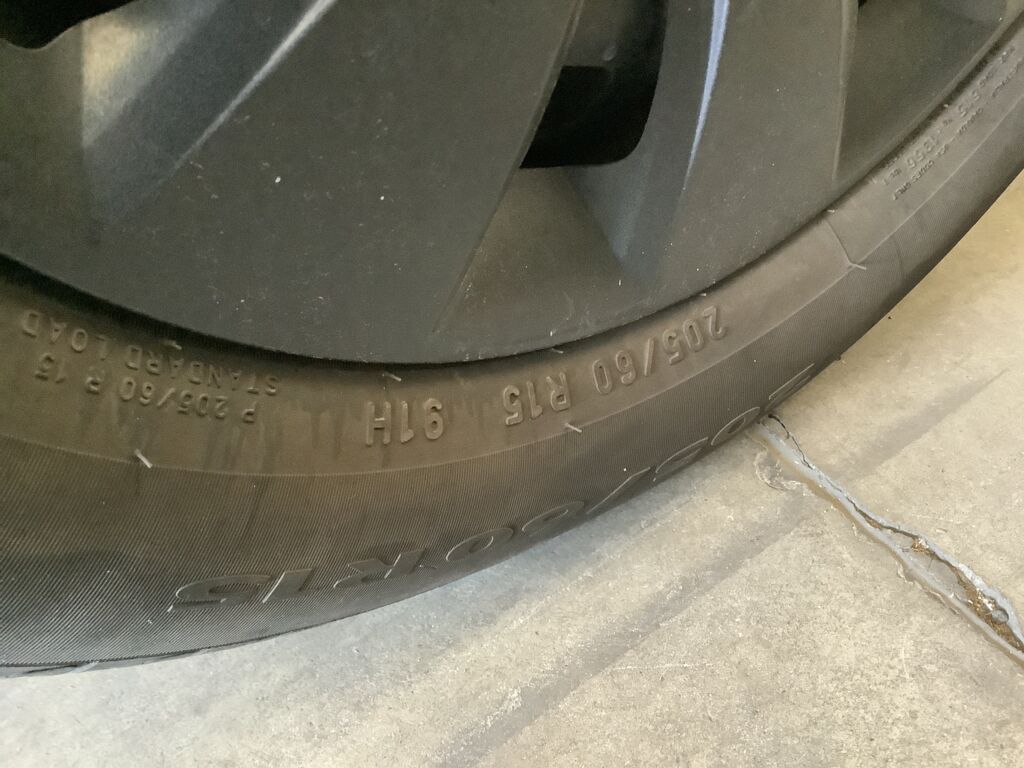 205/60 R15 91H
P 205/60 R 15
STANDARD LOAD
205/60R15